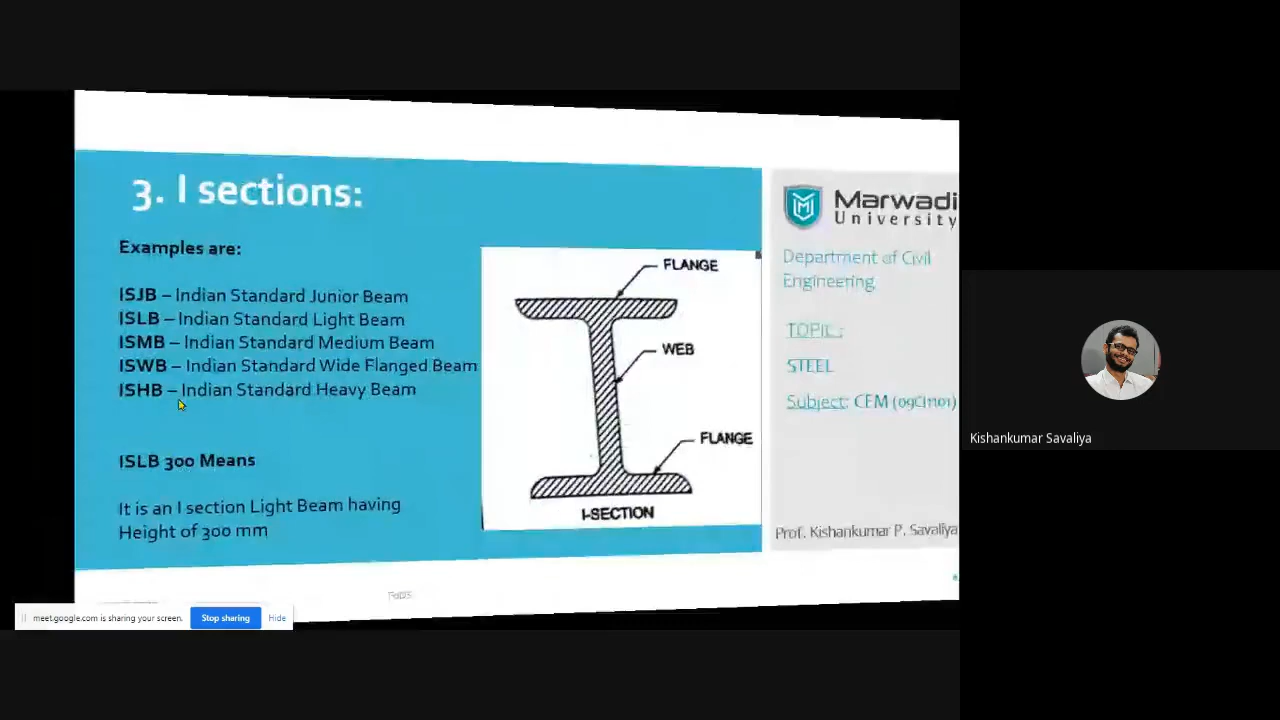 3. I sections:
Examples are:
ISJB – Indian Standard Junior Beam
ISLB – Indian Standard Light Beam
ISMB – Indian Standard Medium Beam
ISWB – Indian Standard Wide Flanged Beam
ISHB – Indian Standard Heavy Beam
ISLB 300 Means
It is an I section Light Beam having
Height of 300 mm
FLANGE
WEB
FLANGE
I-SECTION
Marwadi
University
Department of Civil
Engineering
TOPIC :
STEEL
Subject: CEM (09CI1101)
Prof. Kishankumar P. Savaliya
meet.google.com is sharing your screen.
Stop sharing
Hide
Kishankumar Savaliya